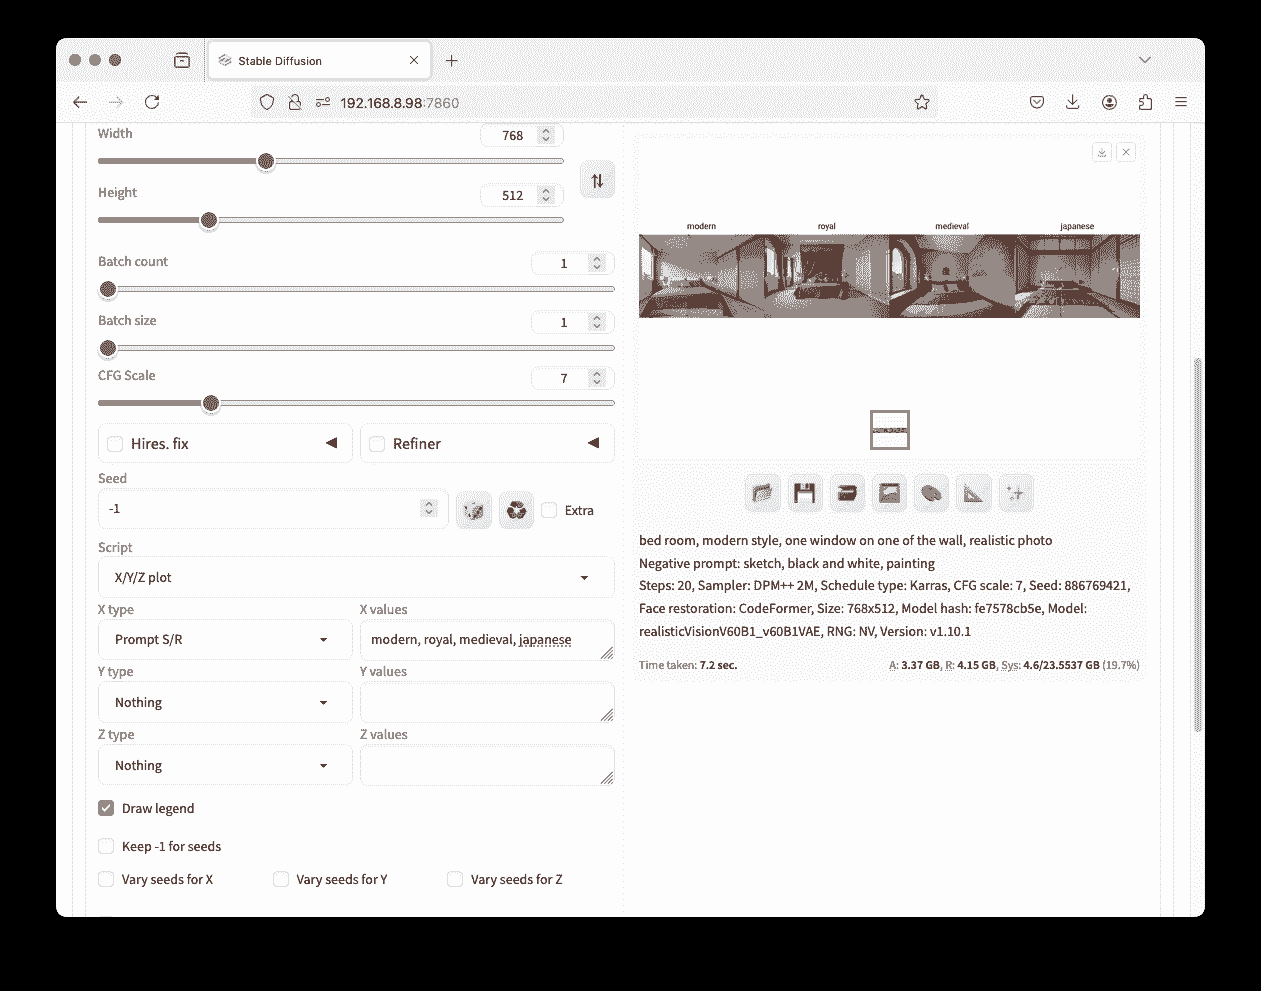 Stable Diffusion
192.168.8.98:7860
Width
768
Height
512
Batch count
1
Batch size
1
CFG Scale
7
Hires. fix
Refiner
Seed
-1
Extra
Script
X/Y/Z plot
X type
X values
Prompt S/R
modern, royal, medieval, japanese
Y type
Y values
Nothing
Z type
Z values
Nothing
Draw legend
Keep -1 for seeds
Vary seeds for X
Vary seeds for Y
Vary seeds for Z
modern
royal
medieval
japanese
bed room, modern style, one window on one of the wall, realistic photo
Negative prompt: sketch, black and white, painting
Steps: 20, Sampler: DPM++ 2M, Schedule type: Karras, CFG scale: 7, Seed: 886769421,
Face restoration: CodeFormer, Size: 768x512, Model hash: fe7578cb5e, Model:
realisticVisionV60B1_v60B1VAE, RNG: NV, Version: v1.10.1
Time taken: 7.2 sec.
A: 3.37 GB, R: 4.15 GB, Sys: 4.6/23.5537 GB (19.7%)